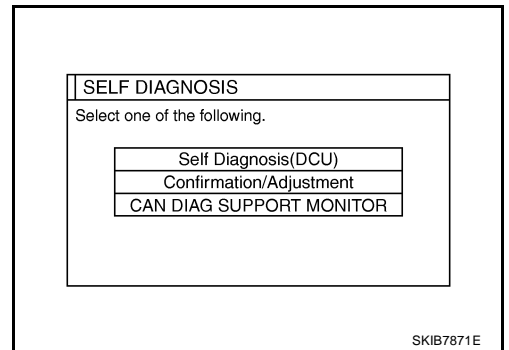 SELF DIAGNOSIS
Select one of the following.
Self Diagnosis(DCU)
Confirmation/Adjustment
CAN DIAG SUPPORT MONITOR
SKIB7871E